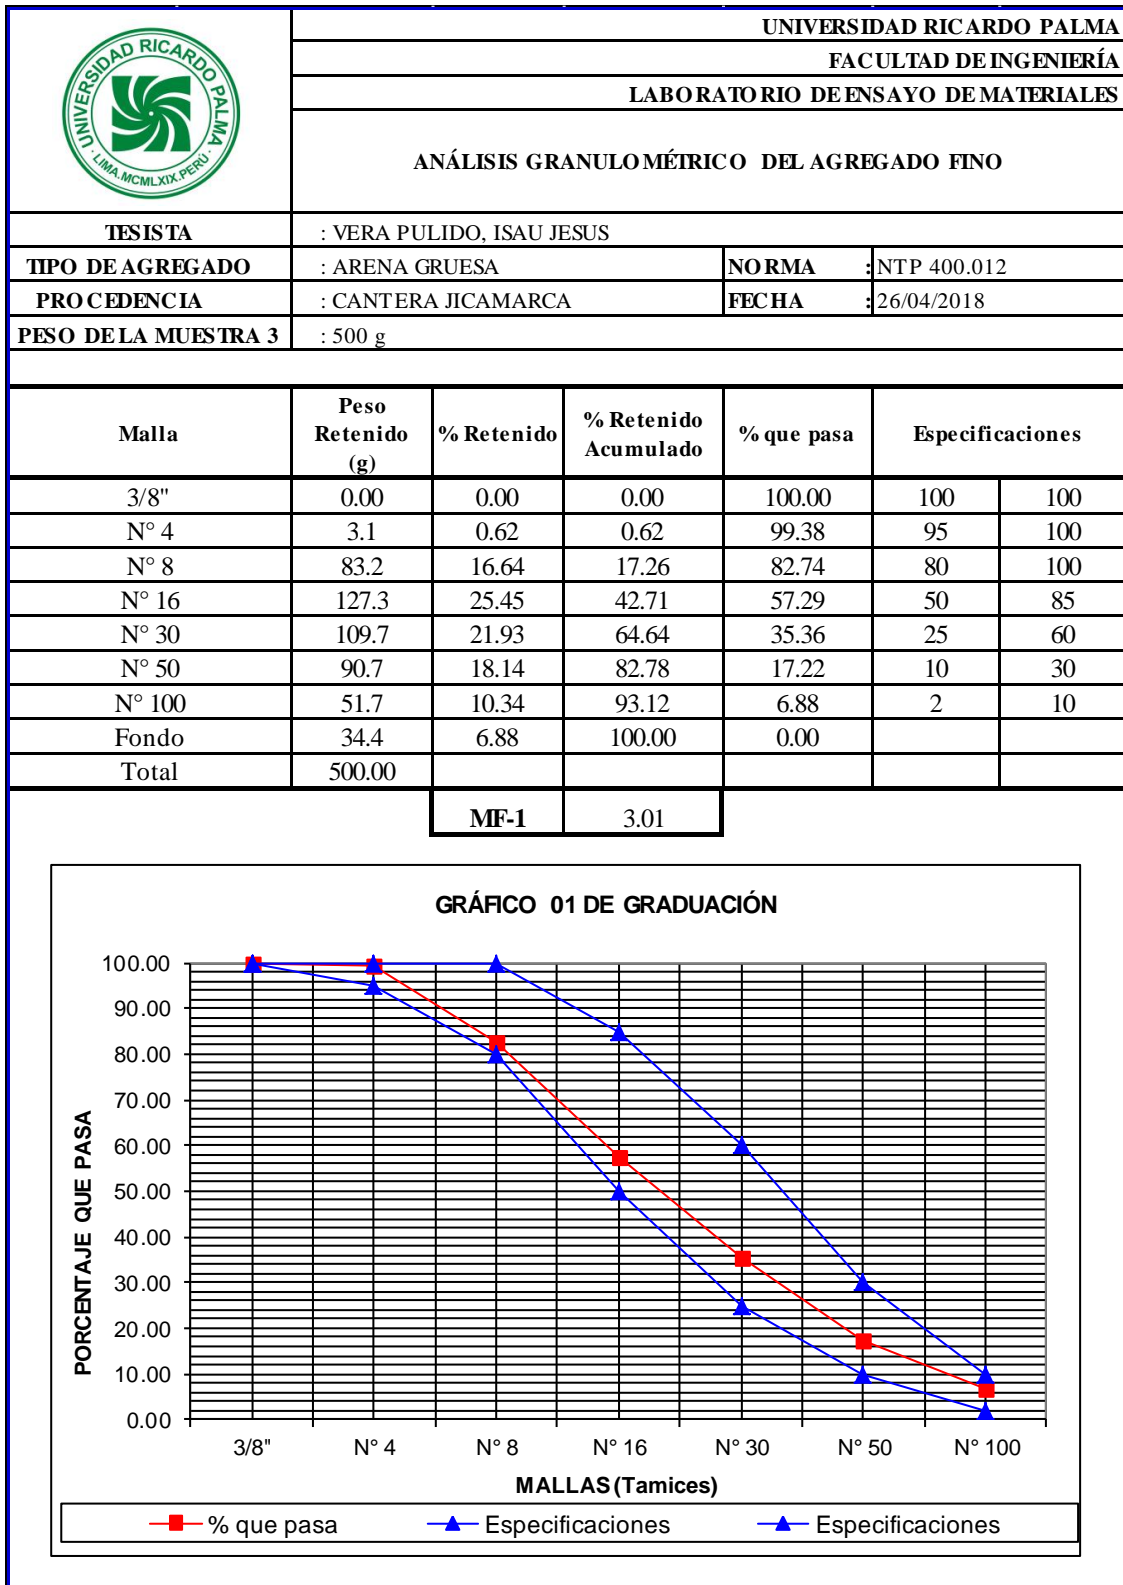 UNIVERSIDAD RICARDO PALMA
LIMA.MCMLXIX.PERÚ
UNIVERSIDAD RICARDO PALMA
FACULTAD DE INGENIERÍA
LABORATORIO DE ENSAYO DE MATERIALES
ANÁLISIS GRANULOMÉTRICO DEL AGREGADO FINO
TESISTA : VERA PULIDO, ISAU JESUS
TIPO DE AGREGADO : ARENA GRUESA NORMA : NTP 400.012
PROCEDENCIA : CANTERA JICAMARCA FECHA : 26/04/2018
PESO DE LA MUESTRA 3 : 500 g
Malla Peso Retenido (g) % Retenido % Retenido Acumulado % que pasa Especificaciones
3/8" 0.00 0.00 0.00 100.00 100 100
N° 4 3.1 0.62 0.62 99.38 95 100
N° 8 83.2 16.64 17.26 82.74 80 100
N° 16 127.3 25.45 42.71 57.29 50 85
N° 30 109.7 21.93 64.64 35.36 25 60
N° 50 90.7 18.14 82.78 17.22 10 30
N° 100 51.7 10.34 93.12 6.88 2 10
Fondo 34.4 6.88 100.00 0.00
Total 500.00
MF-1 3.01
GRÁFICO 01 DE GRADUACIÓN
PORCENTAJE QUE PASA
100.00
90.00
80.00
70.00
60.00
50.00
40.00
30.00
20.00
10.00
0.00
3/8" N° 4 N° 8 N° 16 N° 30 N° 50 N° 100
MALLAS (Tamices)
% que pasa Especificaciones Especificaciones